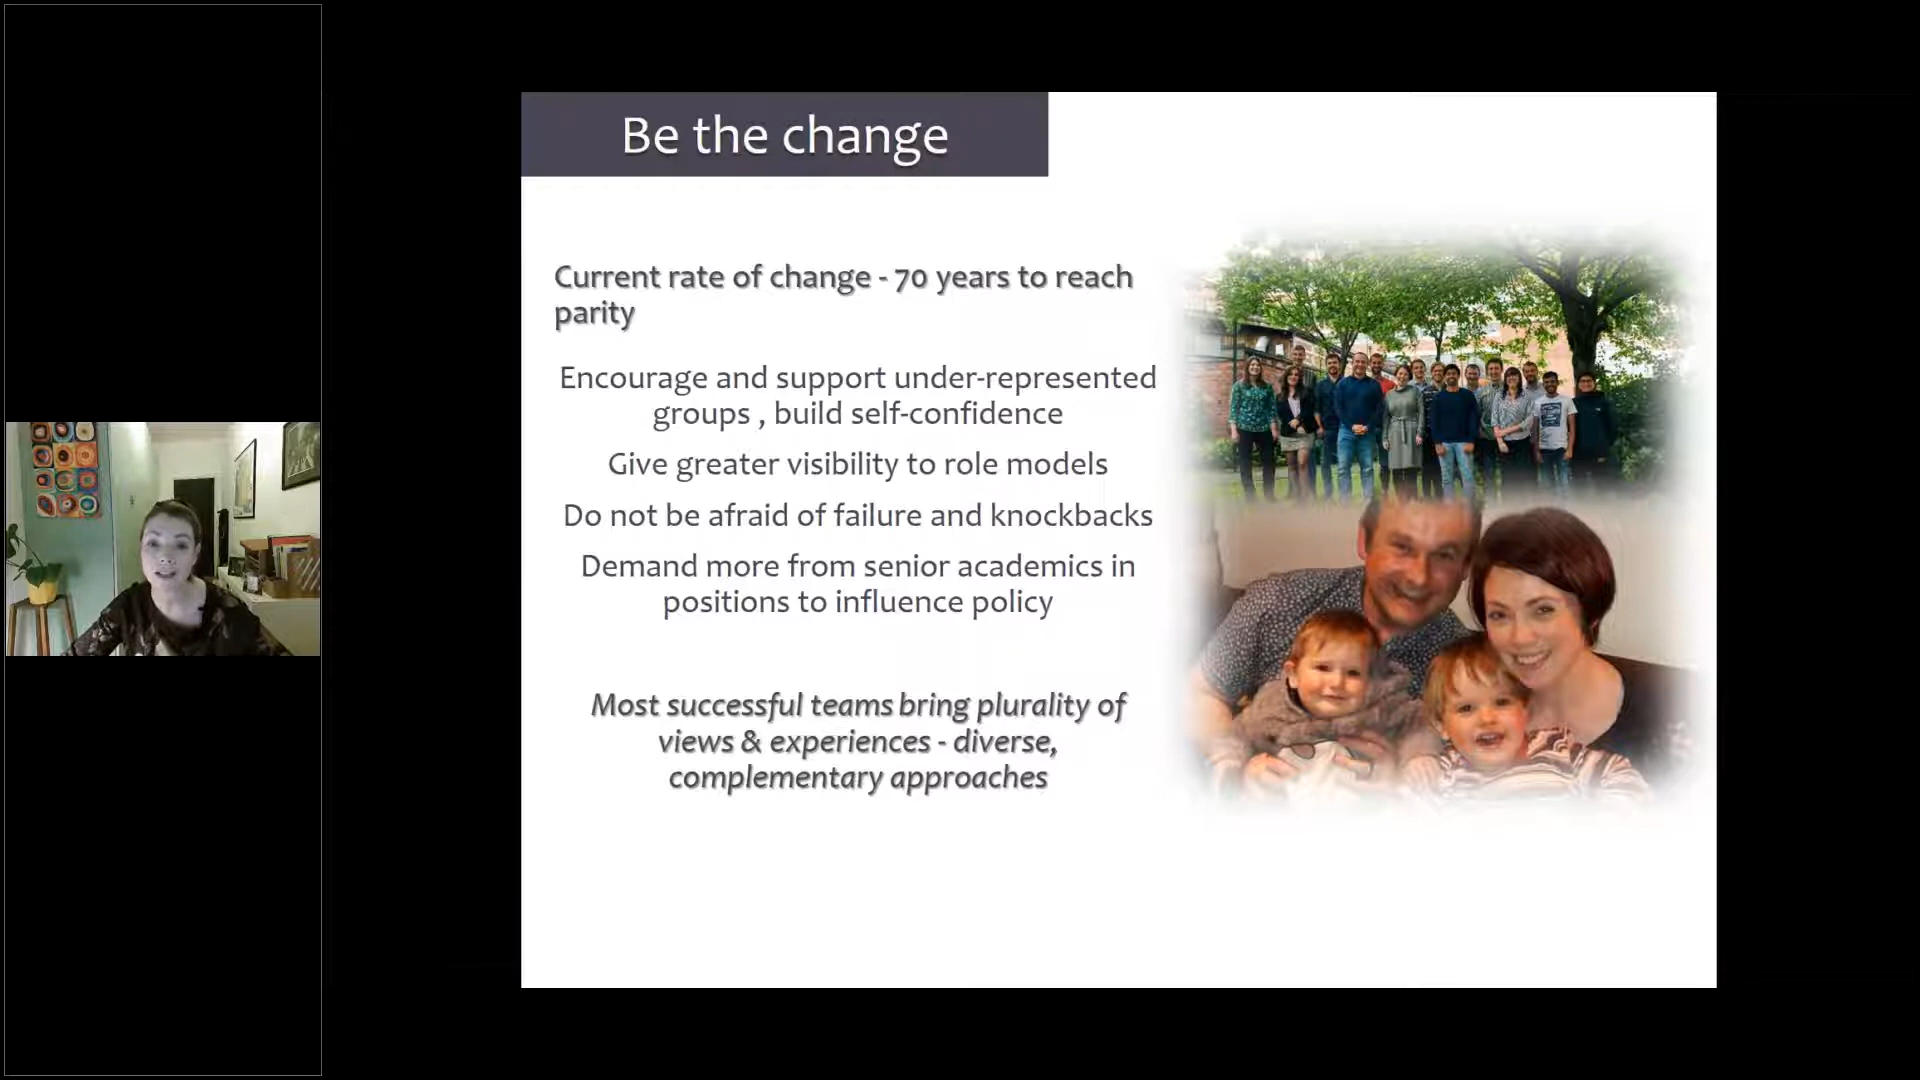 Be the change
Current rate of change - 70 years to reach
parity
Encourage and support under-represented
groups , build self-confidence
Give greater visibility to role models
Do not be afraid of failure and knockbacks
Demand more from senior academics in
positions to influence policy
Most successful teams bring plurality of
views & experiences - diverse,
complementary approaches